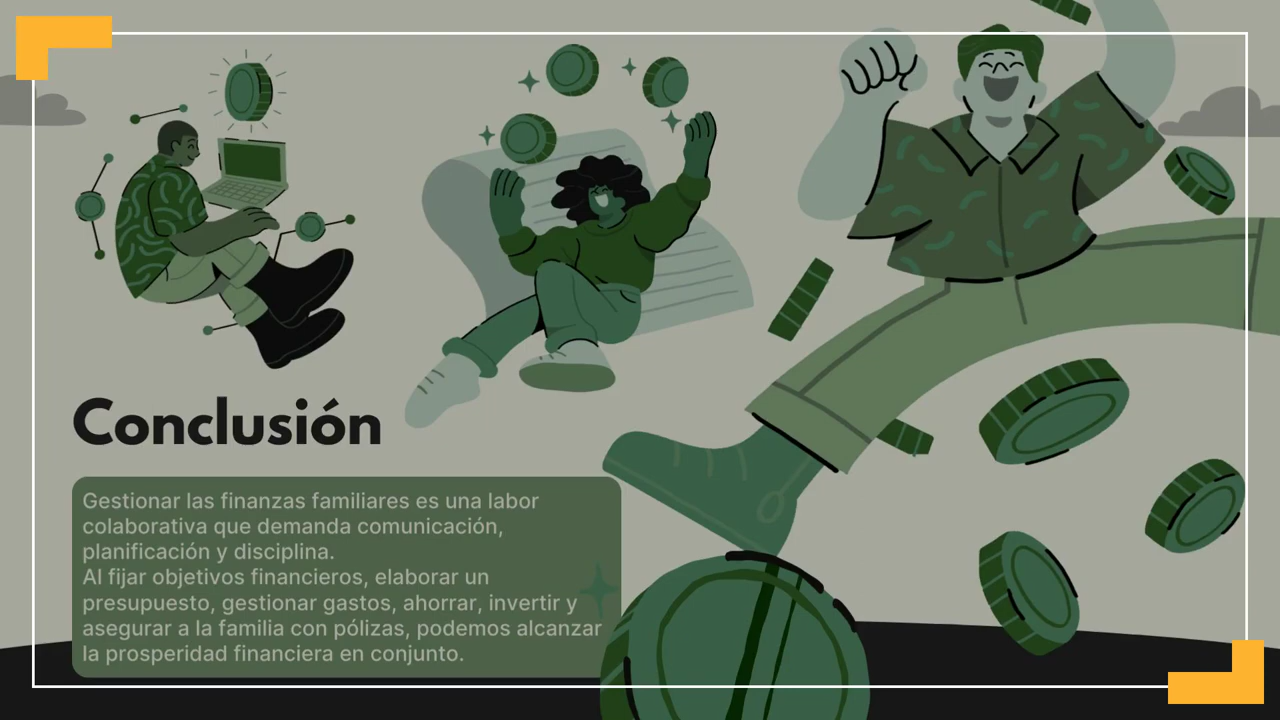 Conclusión
Gestionar las finanzas familiares es una labor
colaborativa que demanda comunicación,
planificación y disciplina.
Al fijar objetivos financieros, elaborar un
presupuesto, gestionar gastos, ahorrar, invertir y
asegurar a la familia con pólizas, podemos alcanzar
la prosperidad financiera en conjunto.